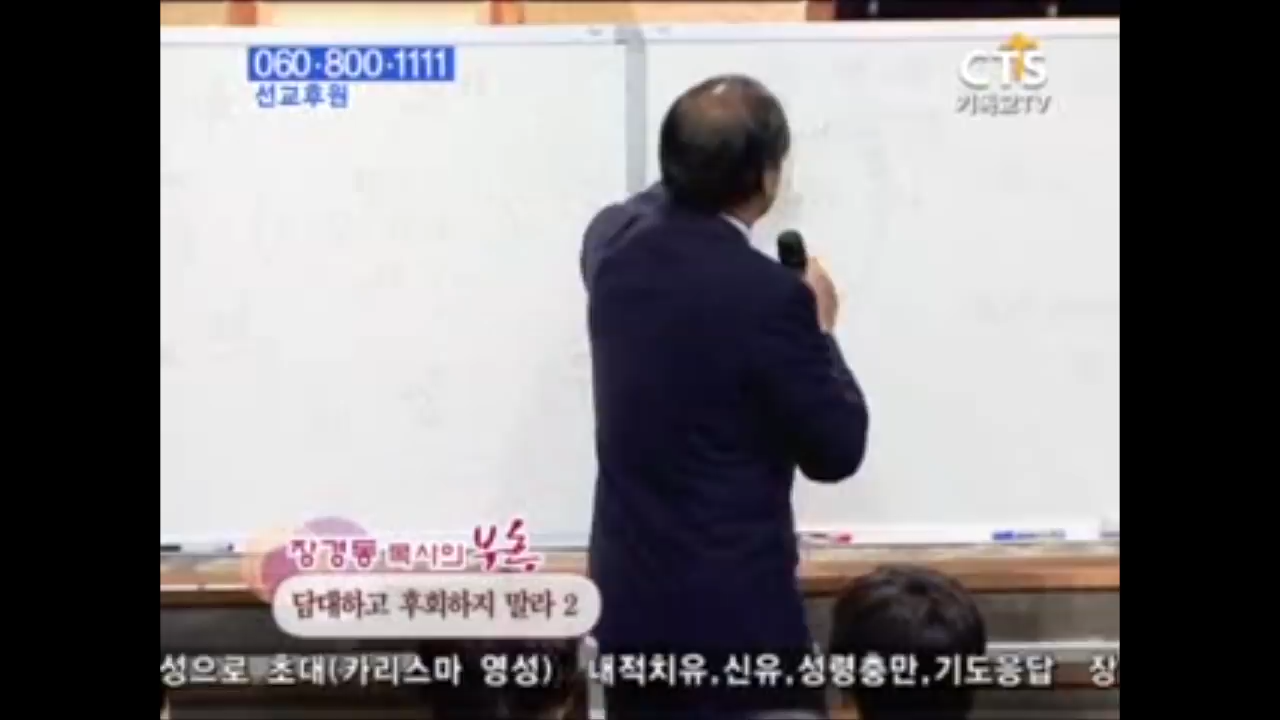 060·800·1111
선교후원
CTS
기독교TV
장경동 목사의 부흥
담대하고 후회하지 말라 2
성으로 초대(카리스마 영성) 내적치유,신유,성령충만,기도응답 장